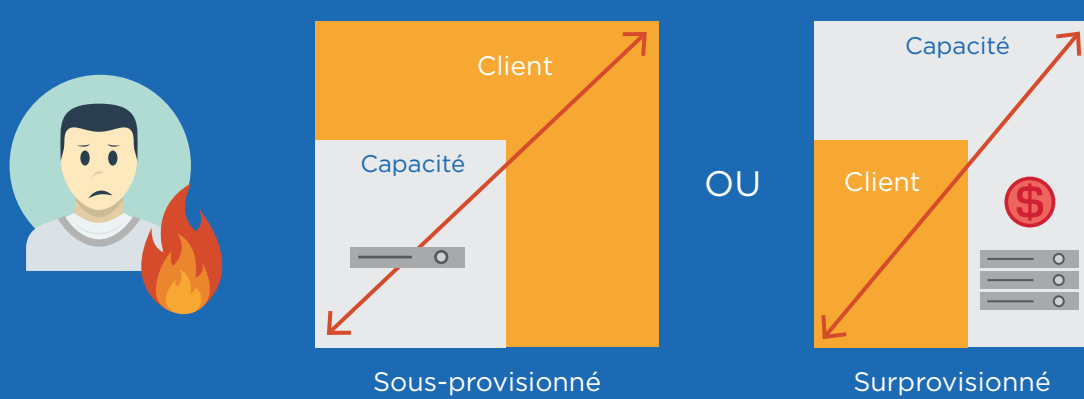 Client
Capacité
Sous-provisionné
OU
Capacité
Client
$
Surprovisionné